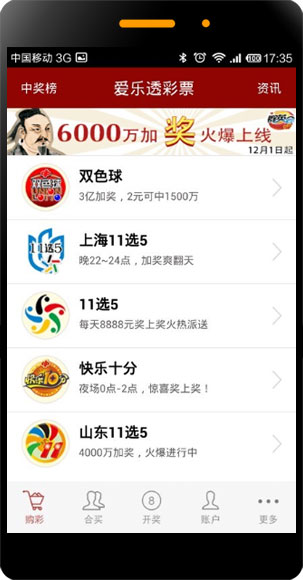 中国移动 3G
17:35
中奖榜
爱乐透彩票
资讯
6000万加奖火爆上线
12月1日起
双色球
3亿加奖，2元可中1500万
上海11选5
晚22~24点，加奖爽翻天
11选5
每天8888元奖上奖火热派送
快乐十分
夜场0点-2点，惊喜奖上奖！
山东11选5
4000万加奖，火爆进行中
购彩
合买
8
开奖
账户
更多